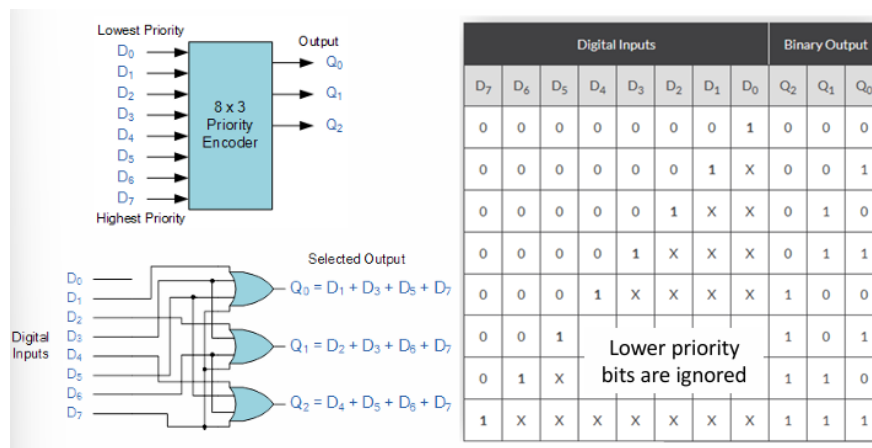 Lowest Priority
D₀
D₁
D₂
D₃
D₄
D₅
D₆
D₇
Highest Priority
8 x 3
Priority
Encoder
Output
Q₀
Q₁
Q₂
Digital
Inputs
D₀
D₁
D₂
D₃
D₄
D₅
D₆
D₇
Selected Output
Q₀ = D₁ + D₃ + D₅ + D₇
Q₁ = D₂ + D₃ + D₆ + D₇
Q₂ = D₄ + D₅ + D₆ + D₇
Digital Inputs Binary Output
D₇ D₆ D₅ D₄ D₃ D₂ D₁ D₀ Q₂ Q₁ Q₀
0 0 0 0 0 0 0 1 0 0 0
0 0 0 0 0 0 1 X 0 0 1
0 0 0 0 0 1 X X 0 1 0
0 0 0 0 1 X X X 0 1 1
0 0 0 1 X X X X 1 0 0
0 0 1 1 0 1
0 1 X 1 1 0
Lower priority
bits are ignored
1 X X X X X X X 1 1 1